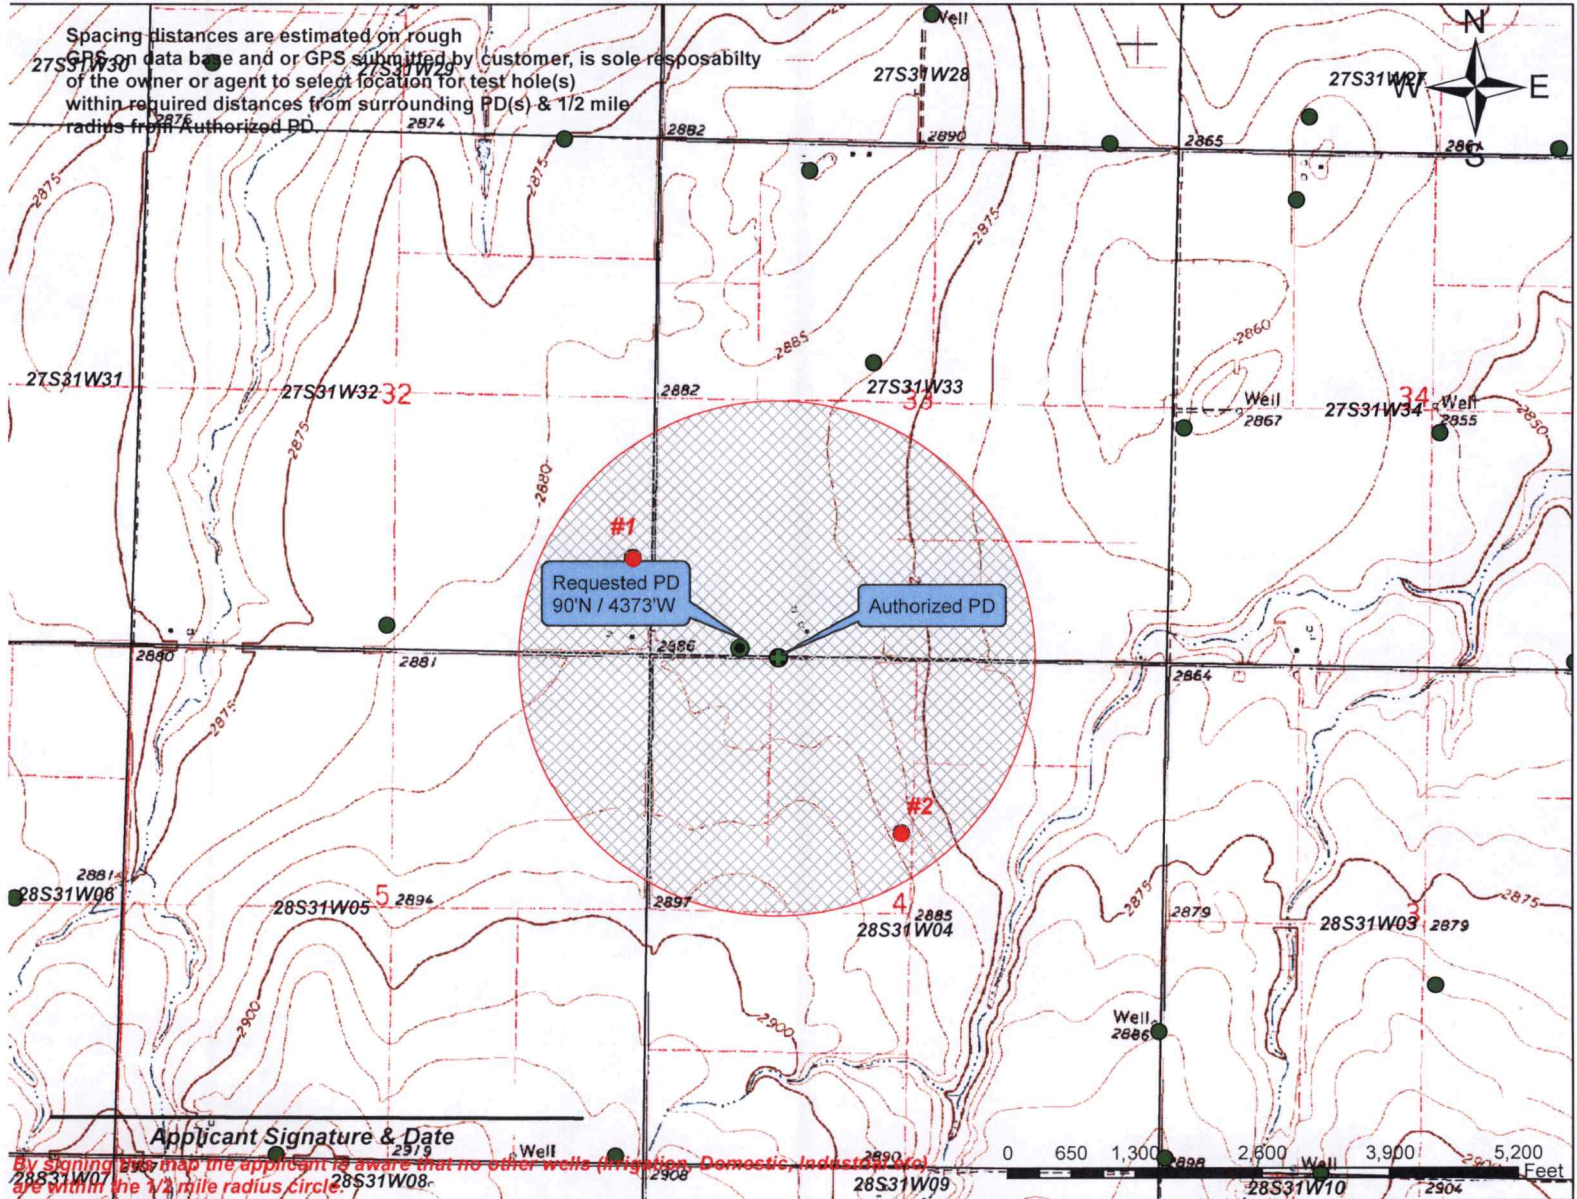 Spacing distances are estimated on rough
GPS on data base and or GPS submitted by customer, is sole resposabilty
of the owner or agent to select location for test hole(s)
within required distances from surrounding PD(s) & 1/2 mile
radius from Authorized PD.
27S31W30
27S31W29
27S31W28
27S31W27
Well
N
W
E
S
2876
2874
2882
2890
2865
2861
2875
2875
2875
2885
2860
27S31W31
27S31W32
32
2882
27S31W33
33
Well
2867
27S31W34
34
Well
2855
2850
2875
2880
#1
Requested PD
90'N / 4373'W
Authorized PD
2880
2881
2886
2864
2875
#2
2881
28S31W06
28S31W05
5
2894
2897
4
2885
28S31W04
2875
2879
28S31W03
3
2879
2875
2900
2900
Well
2886
Applicant Signature & Date
By signing this map the applicant is aware that no other wells (Irrigation, Domestic, Industrial etc)
are within the 1/2 mile radius circle.
2907
2919
Well
2908
2890
2898
Well
2904
28S31W07
28S31W08
28S31W09
28S31W10
0 650 1,300 2,600 3,900 5,200
Feet